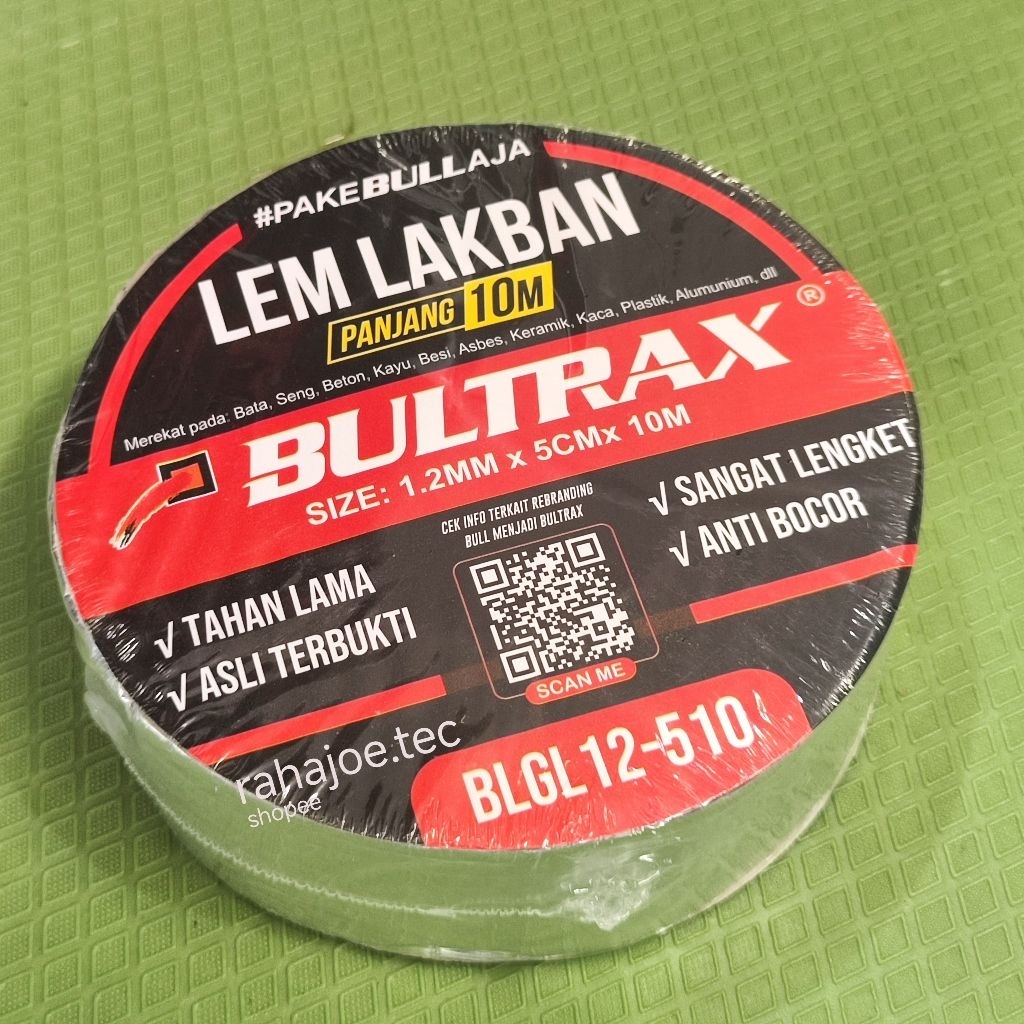 #PAKEBULLAJA
LEM LAKBAN
PANJANG 10M
Merekat pada: Bata, Seng, Beton, Kayu, Besi, Asbes, Keramik, Kaca, Plastik, Alumunium, dll
BULTRAX®
SIZE: 1.2MM x 5CMx 10M
CEK INFO TERKAIT REBRANDING
BULL MENJADI BULTRAX
√ SANGAT LENGKET
√ ANTI BOCOR
√ TAHAN LAMA
√ ASLI TERBUKTI
SCAN ME
BLGL12-510
rahajoe.tec
shopee